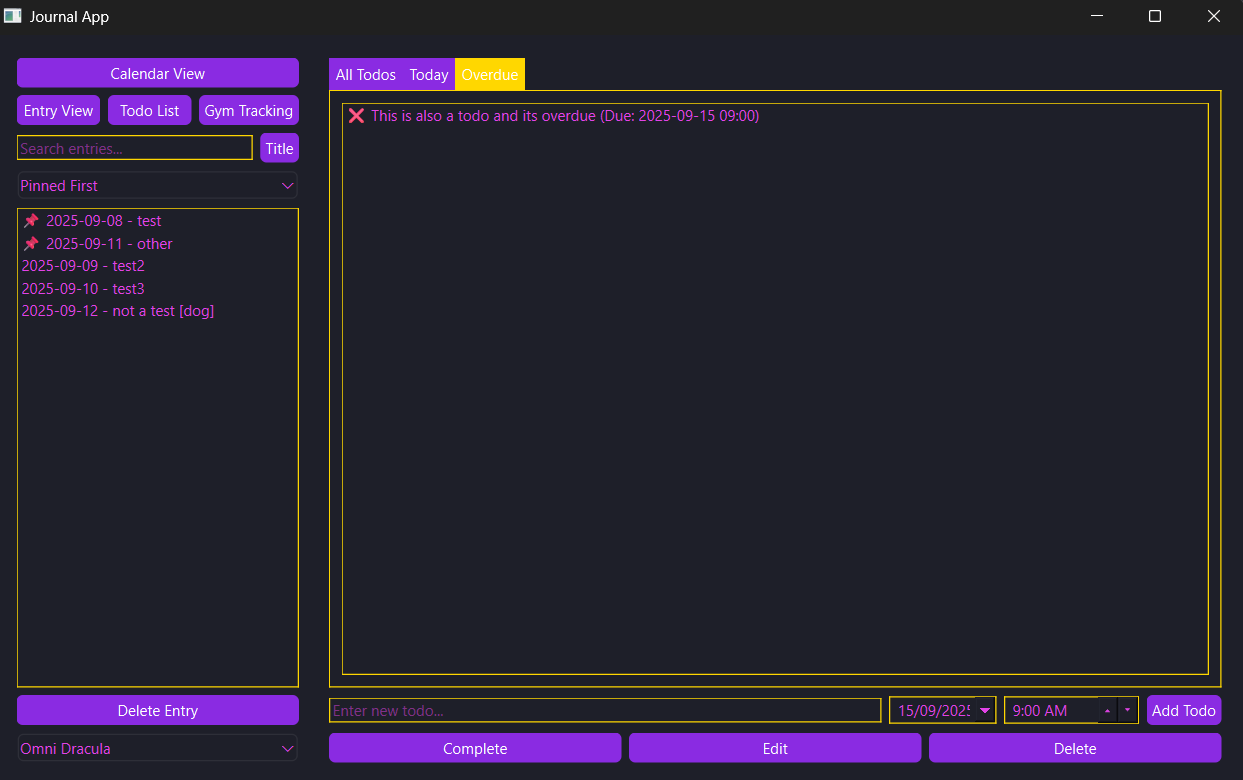 Journal App
Calendar View
Entry View Todo List Gym Tracking
Search entries... Title
Pinned First
2025-09-08 - test
2025-09-11 - other
2025-09-09 - test2
2025-09-10 - test3
2025-09-12 - not a test [dog]
Delete Entry
Omni Dracula
All Todos Today Overdue
This is also a todo and its overdue (Due: 2025-09-15 09:00)
Enter new todo... 15/09/2025 9:00 AM Add Todo
Complete Edit Delete